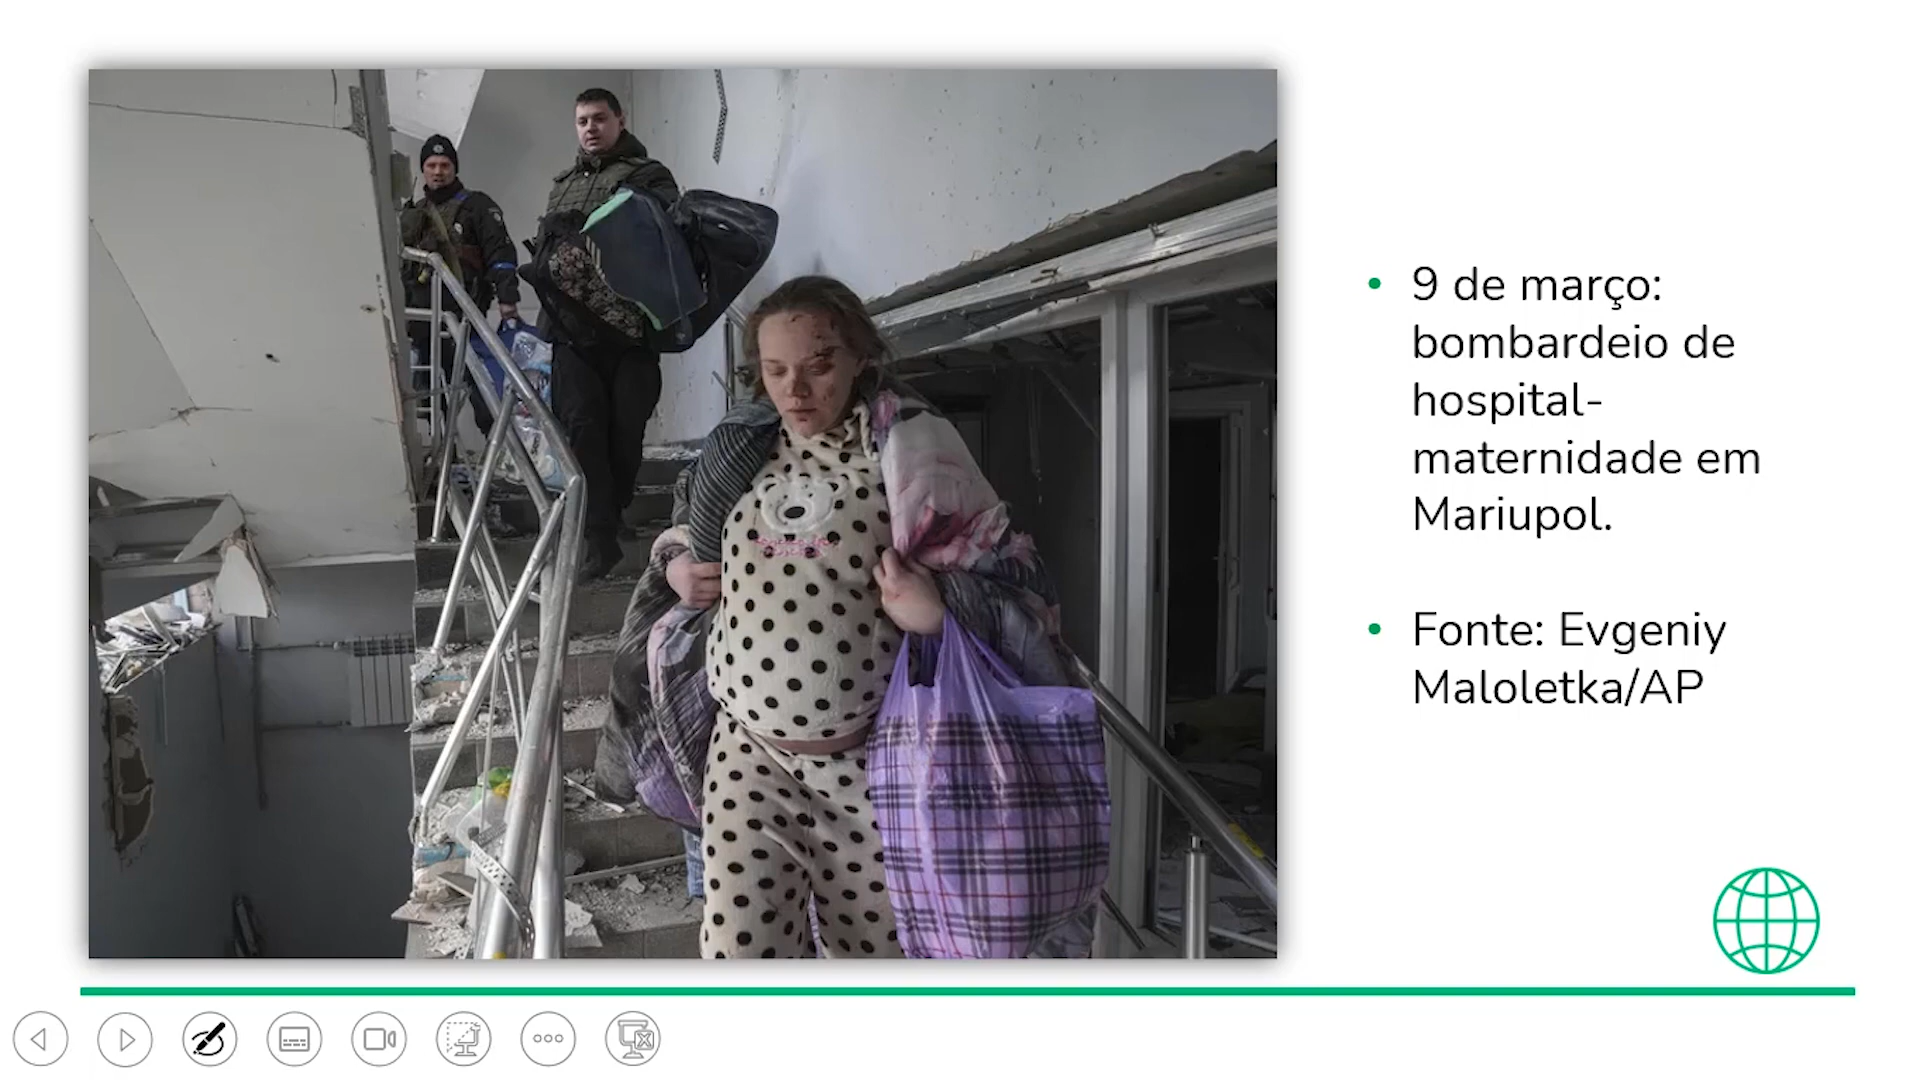 9 de março:
bombardeio de
hospital-
maternidade em
Mariupol.
Fonte: Evgeniy
Maloletka/AP